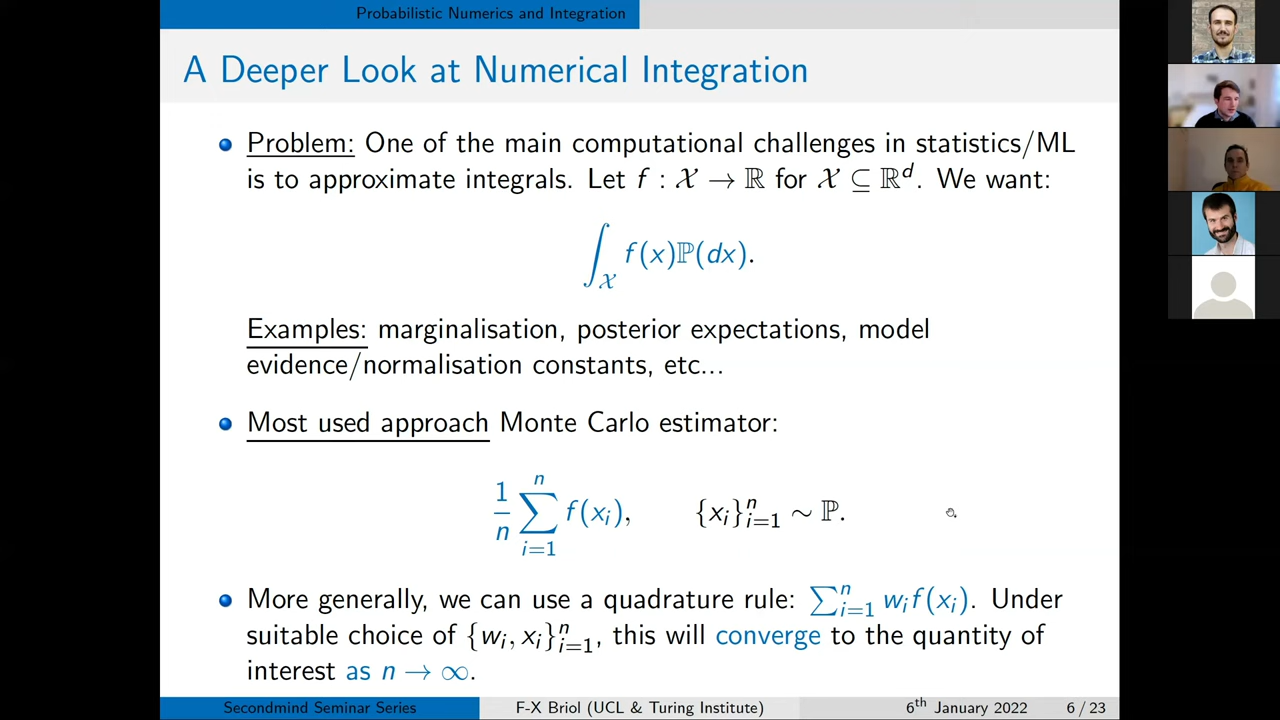 Probabilistic Numerics and Integration
A Deeper Look at Numerical Integration
Problem: One of the main computational challenges in statistics/ML
is to approximate integrals. Let f : 𝒳 → ℝ for 𝒳 ⊆ ℝᵈ. We want:
∫_𝒳 f(x)ℙ(dx).
Examples: marginalisation, posterior expectations, model
evidence/normalisation constants, etc...
Most used approach Monte Carlo estimator:
1/n ∑_{i=1}^{n} f(x_i), {x_i}_{i=1}^{n} ∼ ℙ.
More generally, we can use a quadrature rule: ∑_{i=1}^{n} w_i f(x_i). Under
suitable choice of {w_i, x_i}_{i=1}^{n}, this will converge to the quantity of
interest as n → ∞.
Secondmind Seminar Series F-X Briol (UCL & Turing Institute) 6th January 2022 6 / 23